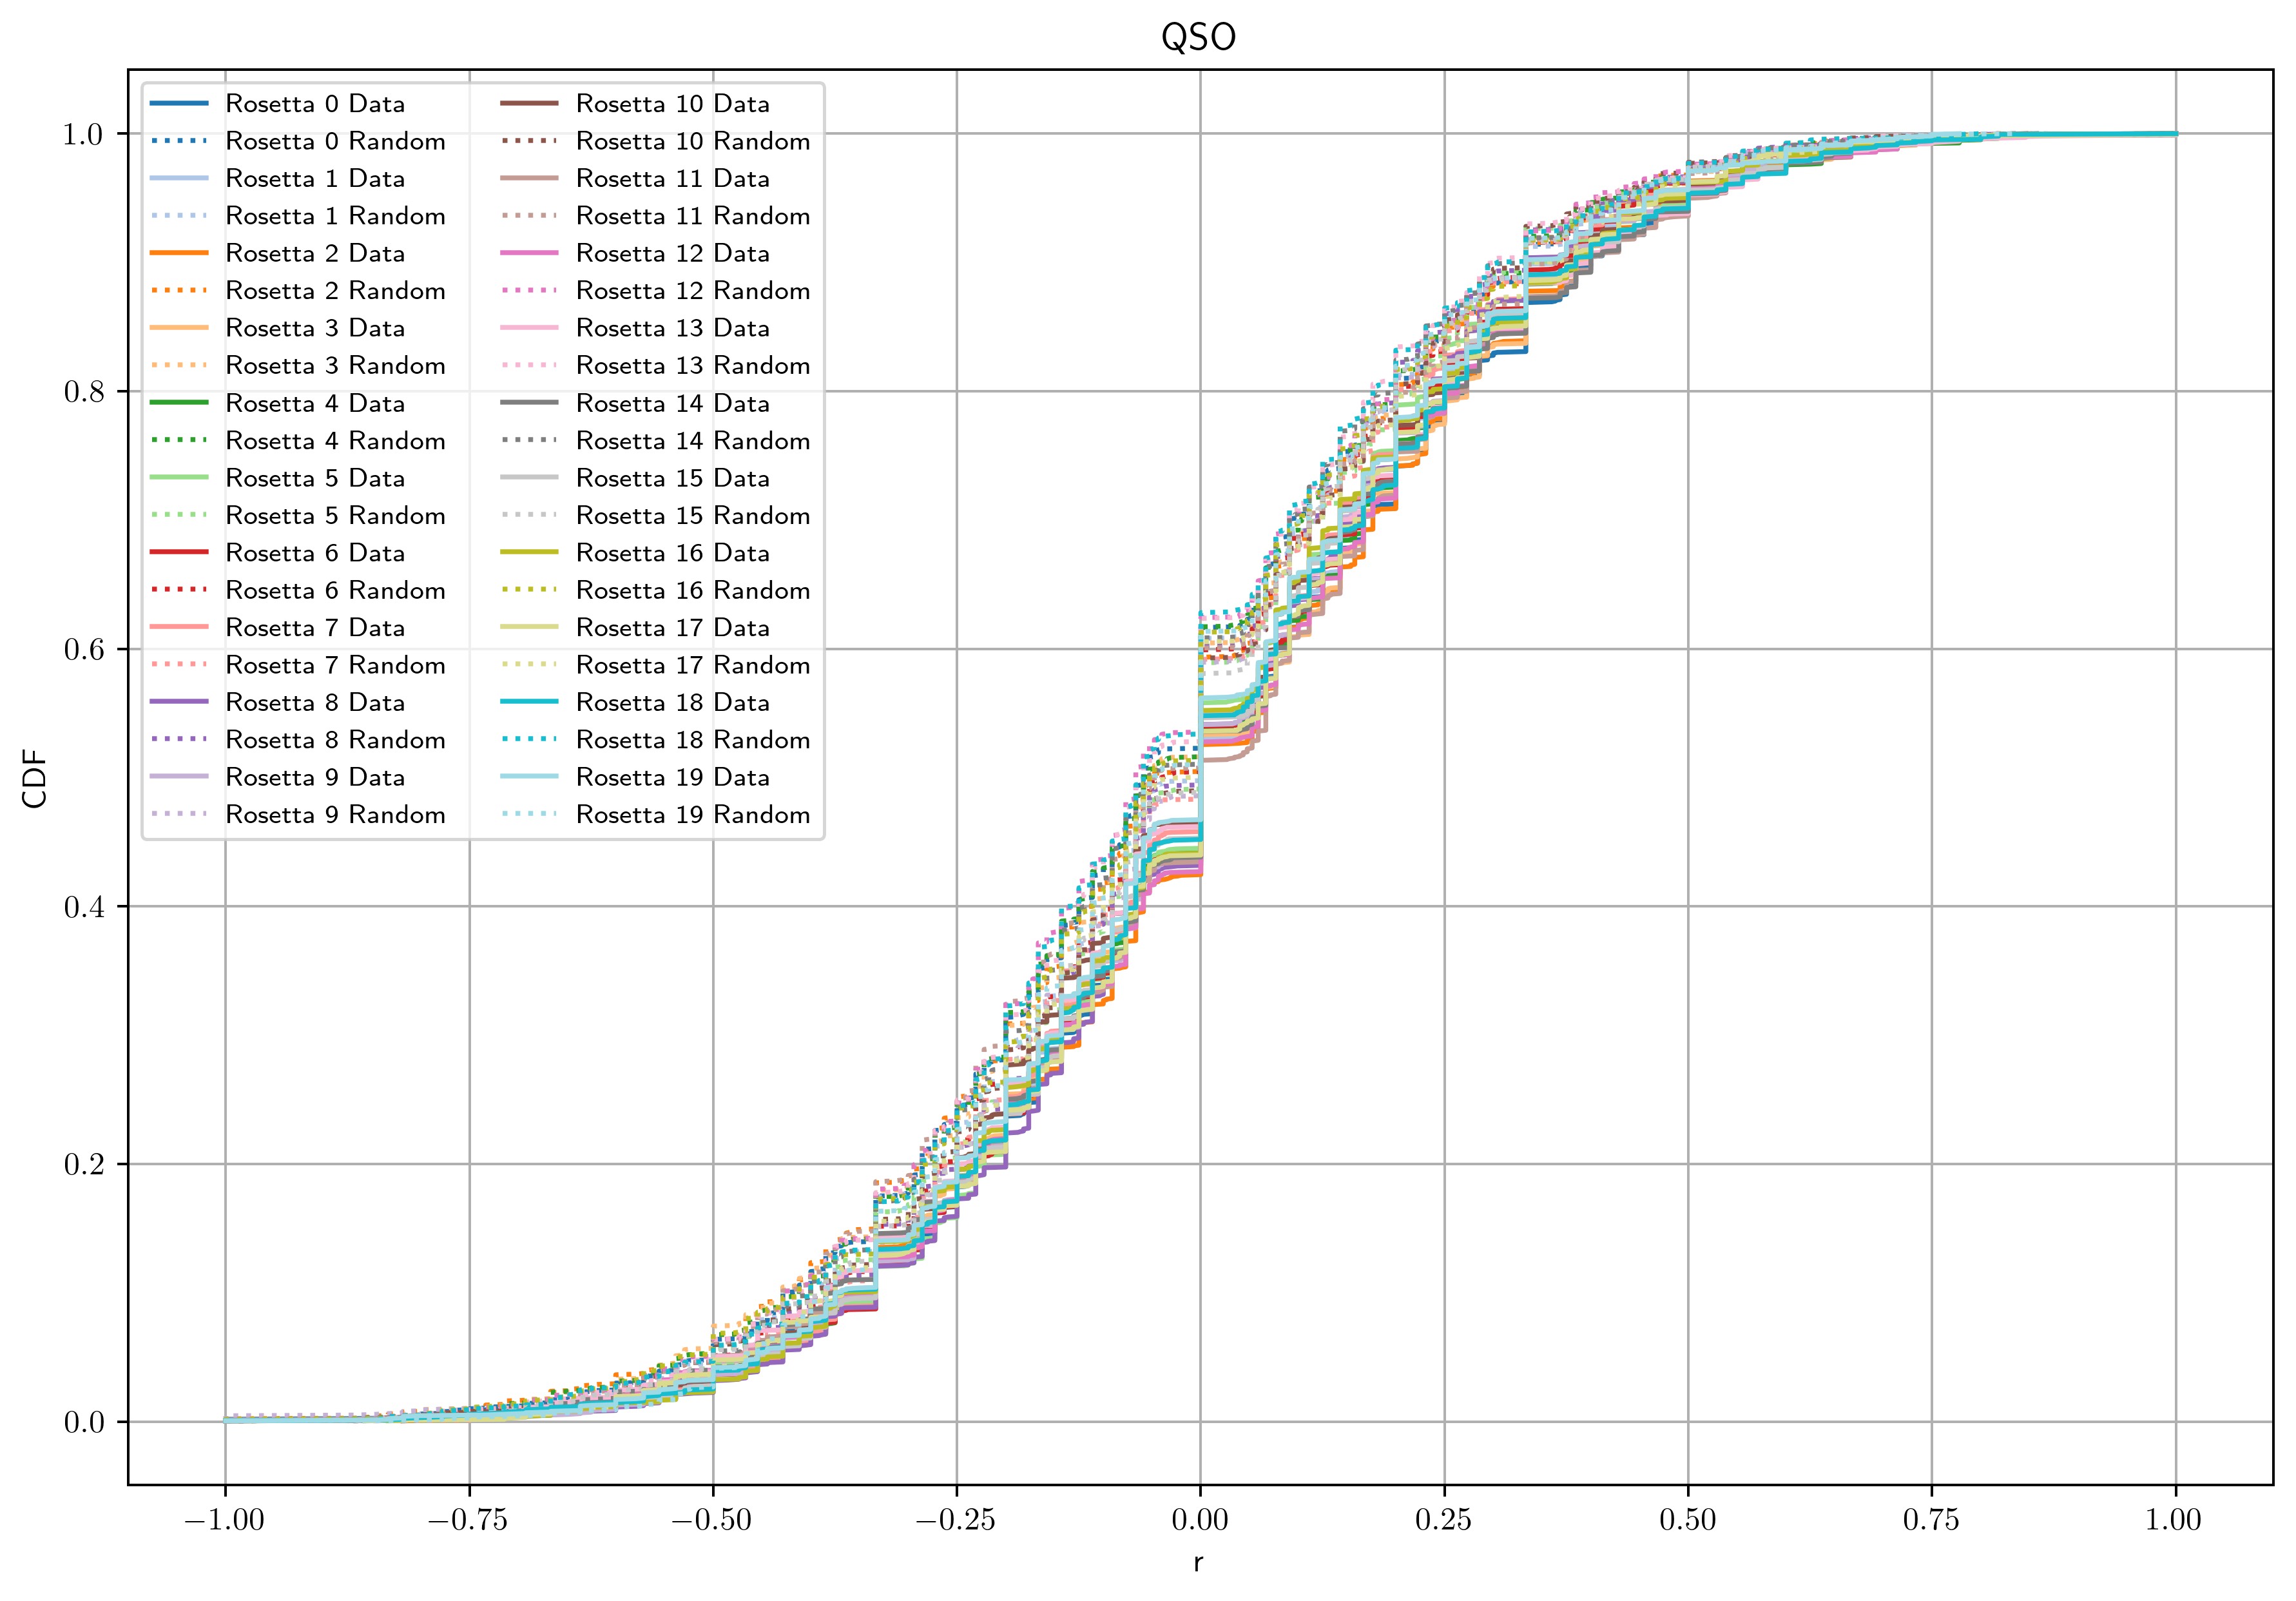 QSO
Rosetta 0 Data
Rosetta 0 Random
Rosetta 1 Data
Rosetta 1 Random
Rosetta 2 Data
Rosetta 2 Random
Rosetta 3 Data
Rosetta 3 Random
Rosetta 4 Data
Rosetta 4 Random
Rosetta 5 Data
Rosetta 5 Random
Rosetta 6 Data
Rosetta 6 Random
Rosetta 7 Data
Rosetta 7 Random
Rosetta 8 Data
Rosetta 8 Random
Rosetta 9 Data
Rosetta 9 Random
Rosetta 10 Data
Rosetta 10 Random
Rosetta 11 Data
Rosetta 11 Random
Rosetta 12 Data
Rosetta 12 Random
Rosetta 13 Data
Rosetta 13 Random
Rosetta 14 Data
Rosetta 14 Random
Rosetta 15 Data
Rosetta 15 Random
Rosetta 16 Data
Rosetta 16 Random
Rosetta 17 Data
Rosetta 17 Random
Rosetta 18 Data
Rosetta 18 Random
Rosetta 19 Data
Rosetta 19 Random
CDF
1.0
0.8
0.6
0.4
0.2
0.0
−1.00 −0.75 −0.50 −0.25 0.00 0.25 0.50 0.75 1.00
r